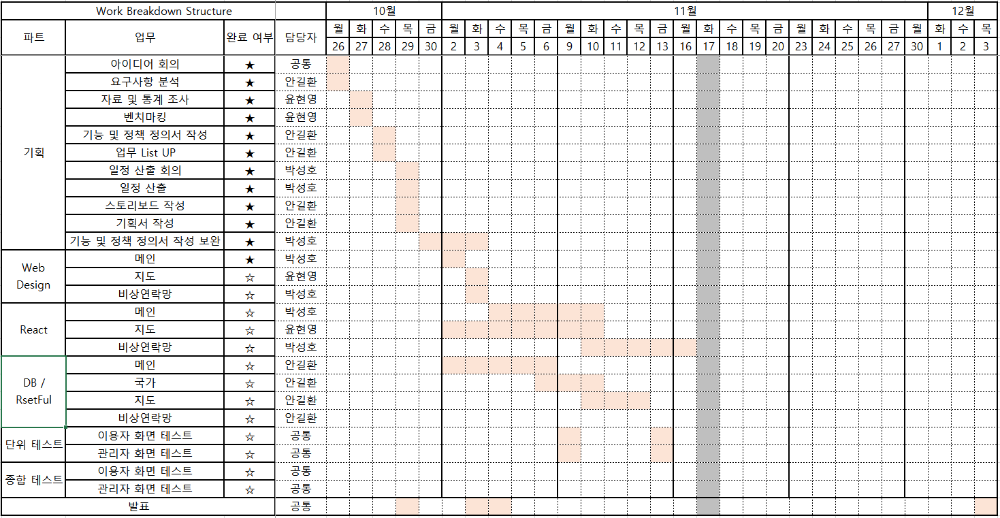 Work Breakdown Structure 10월 11월 12월
파트 업무 완료 여부 담당자 월 화 수 목 금 월 화 수 목 금 월 화 수 목 금 월 화 수 목 금 월 화 수 목 금 월 화 수 목
26 27 28 29 30 2 3 4 5 6 9 10 11 12 13 16 17 18 19 20 23 24 25 26 27 30 1 2 3
기획
아이디어 회의 ★ 공통
요구사항 분석 ★ 안길환
자료 및 통계 조사 ★ 윤현영
벤치마킹 ★ 윤현영
기능 및 정책 정의서 작성 ★ 안길환
업무 List UP ★ 안길환
일정 산출 회의 ★ 박성호
일정 산출 ★ 박성호
스토리보드 작성 ★ 안길환
기획서 작성 ★ 안길환
기능 및 정책 정의서 작성 보완 ★ 박성호
Web
Design
메인 ★ 박성호
지도 ☆ 윤현영
비상연락망 ☆ 박성호
React
메인 ☆ 박성호
지도 ☆ 윤현영
비상연락망 ☆ 박성호
DB /
RsetFul
메인 ☆ 안길환
국가 ☆ 안길환
지도 ☆ 안길환
비상연락망 ☆ 안길환
단위 테스트
이용자 화면 테스트 ☆ 공통
관리자 화면 테스트 ☆ 공통
종합 테스트
이용자 화면 테스트 ☆ 공통
관리자 화면 테스트 ☆ 공통
발표 공통